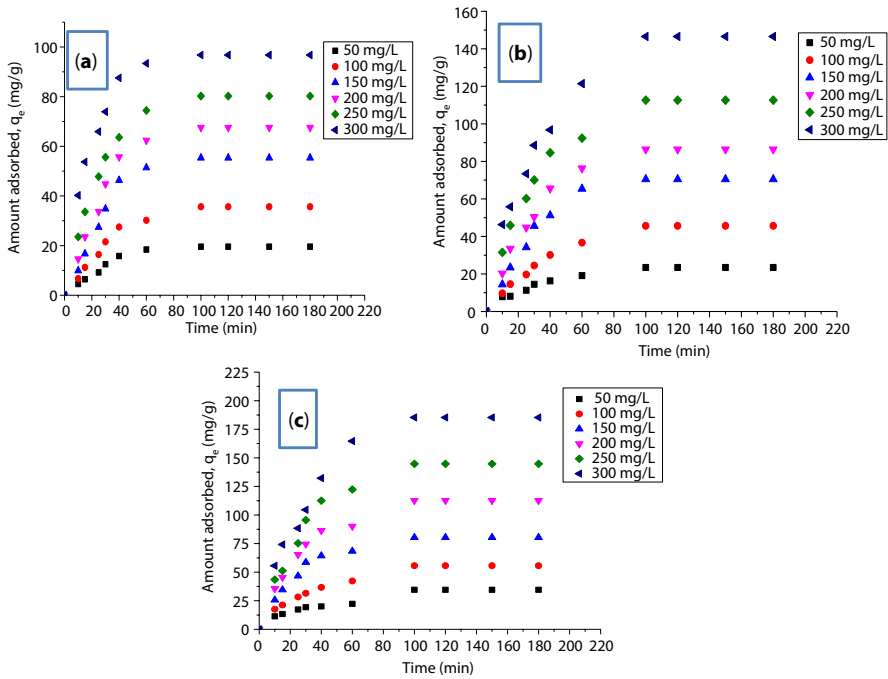 (a)
Amount adsorbed, qe (mg/g)
100
80
60
40
20
0
0 20 40 60 80 100 120 140 160 180 200 220
Time (min)
50 mg/L
100 mg/L
150 mg/L
200 mg/L
250 mg/L
300 mg/L
(b)
Amount adsorbed, qe (mg/g)
160
140
120
100
80
60
40
20
0
0 20 40 60 80 100 120 140 160 180 200 220
Time (min)
50 mg/L
100 mg/L
150 mg/L
200 mg/L
250 mg/L
300 mg/L
(c)
Amount adsorbed, qe (mg/g)
225
200
175
150
125
100
75
50
25
0
0 20 40 60 80 100 120 140 160 180 200 220
Time (min)
50 mg/L
100 mg/L
150 mg/L
200 mg/L
250 mg/L
300 mg/L